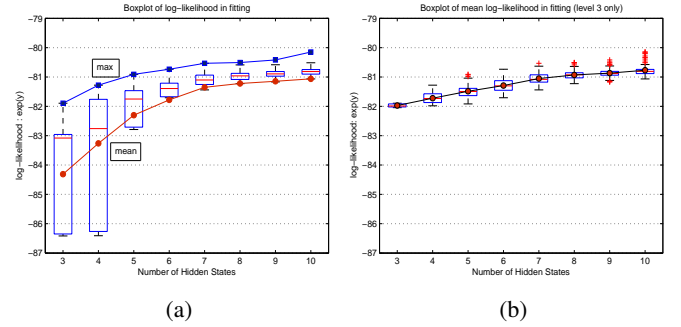 Boxplot of log−likelihood in fitting
−79
−80
−81
−82
−83
−84
−85
−86
−87
log−likelihood : exp(y)
max
mean
3 4 5 6 7 8 9 10
Number of Hidden States
(a)
Boxplot of mean log−likelihood in fitting (level 3 only)
−79
−80
−81
−82
−83
−84
−85
−86
−87
log−likelihood: exp(y)
3 4 5 6 7 8 9 10
Number of Hidden States
(b)